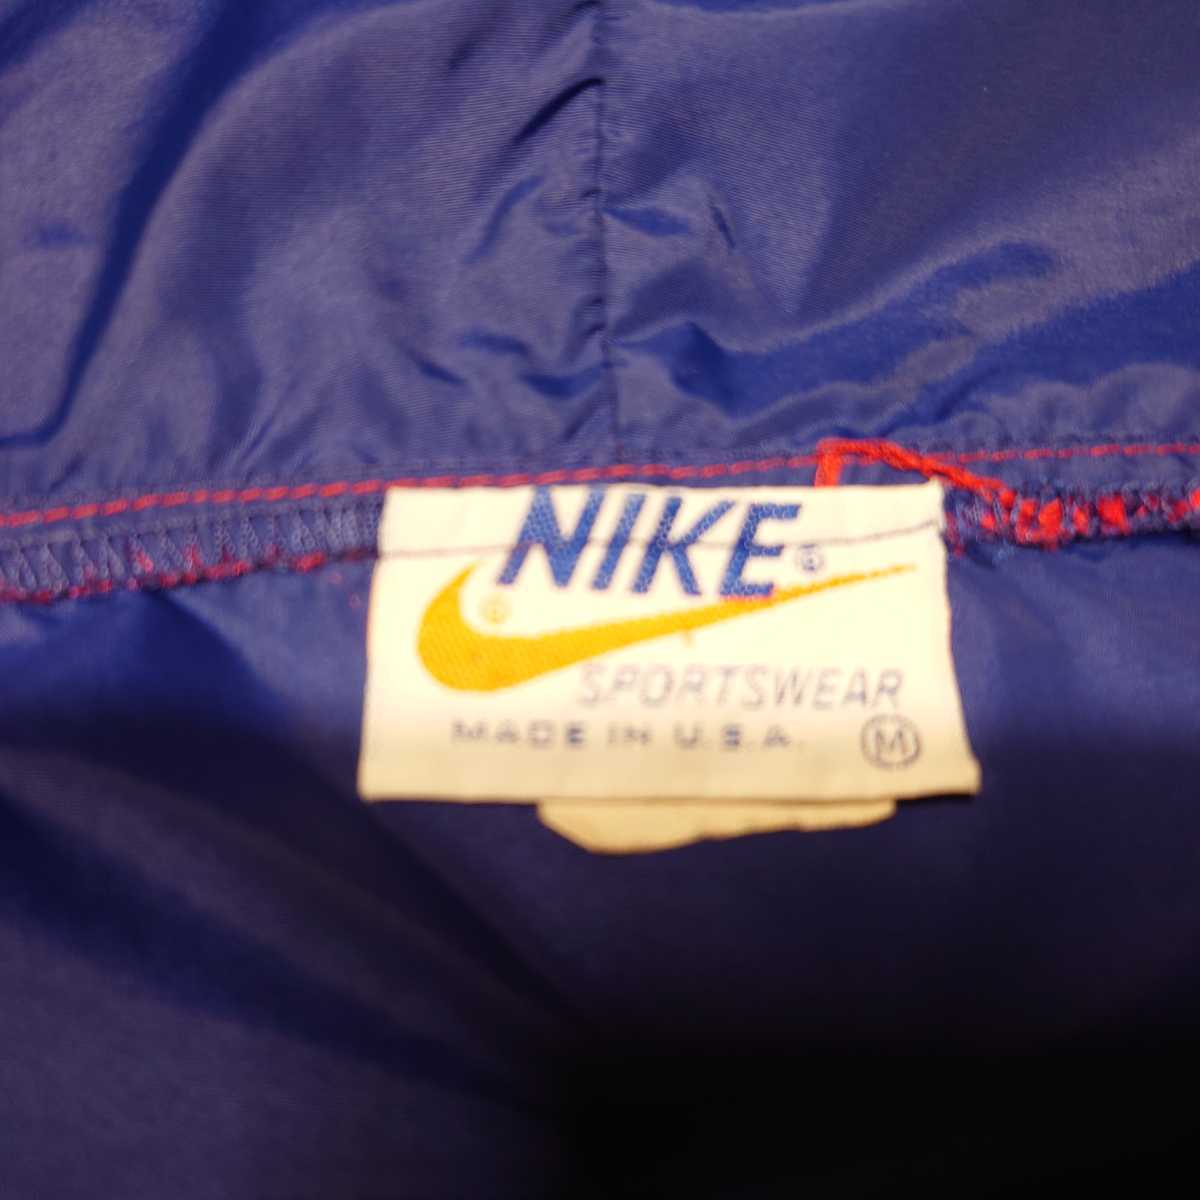 NIKE ®
®
SPORTSWEAR
MADE IN U.S.A. M